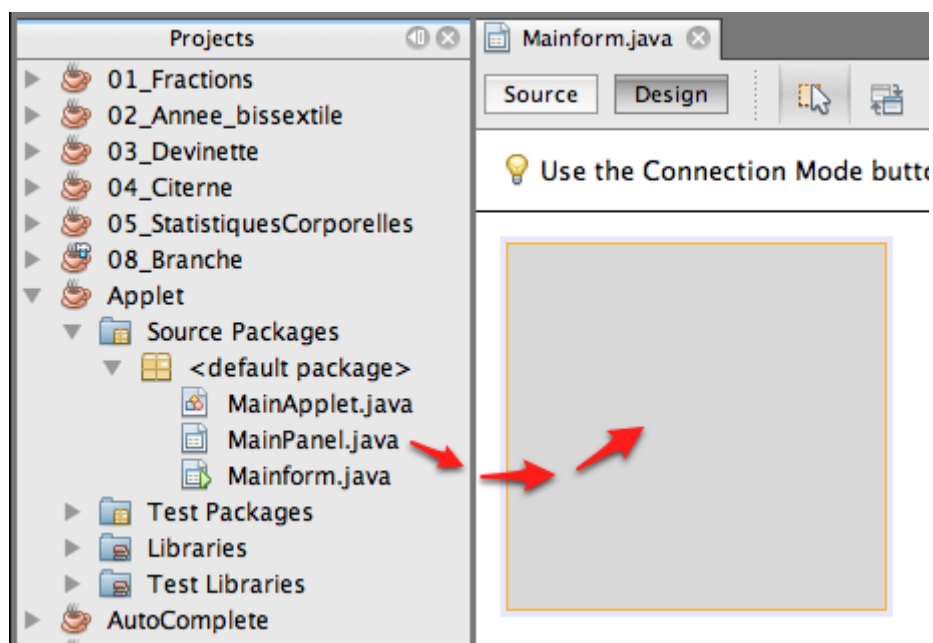 Projects
01_Fractions
02_Annee_bissextile
03_Devinette
04_Citerne
05_StatistiquesCorporelles
08_Branche
Applet
Source Packages
<default package>
MainApplet.java
MainPanel.java
Mainform.java
Test Packages
Libraries
Test Libraries
AutoComplete
Mainform.java
Source Design
Use the Connection Mode butto